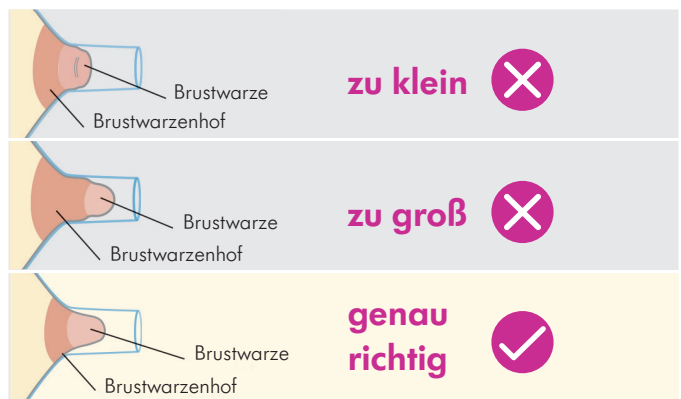 Brustwarze
Brustwarzenhof
zu klein
Brustwarze
Brustwarzenhof
zu groß
Brustwarze
Brustwarzenhof
genau
richtig